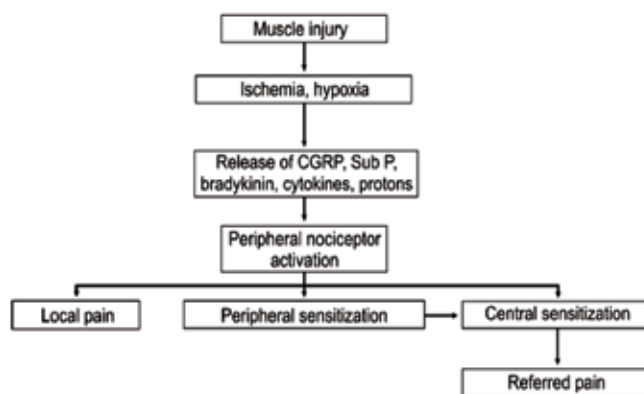 Muscle injury
Ischemia, hypoxia
Release of CGRP, Sub P,
bradykinin, cytokines, protons
Peripheral nociceptor
activation
Local pain
Peripheral sensitization
Central sensitization
Referred pain